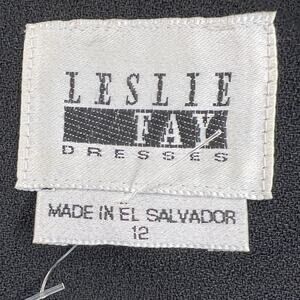 LESLIE
FAY
DRESSES
MADE IN EL SALVADOR
12